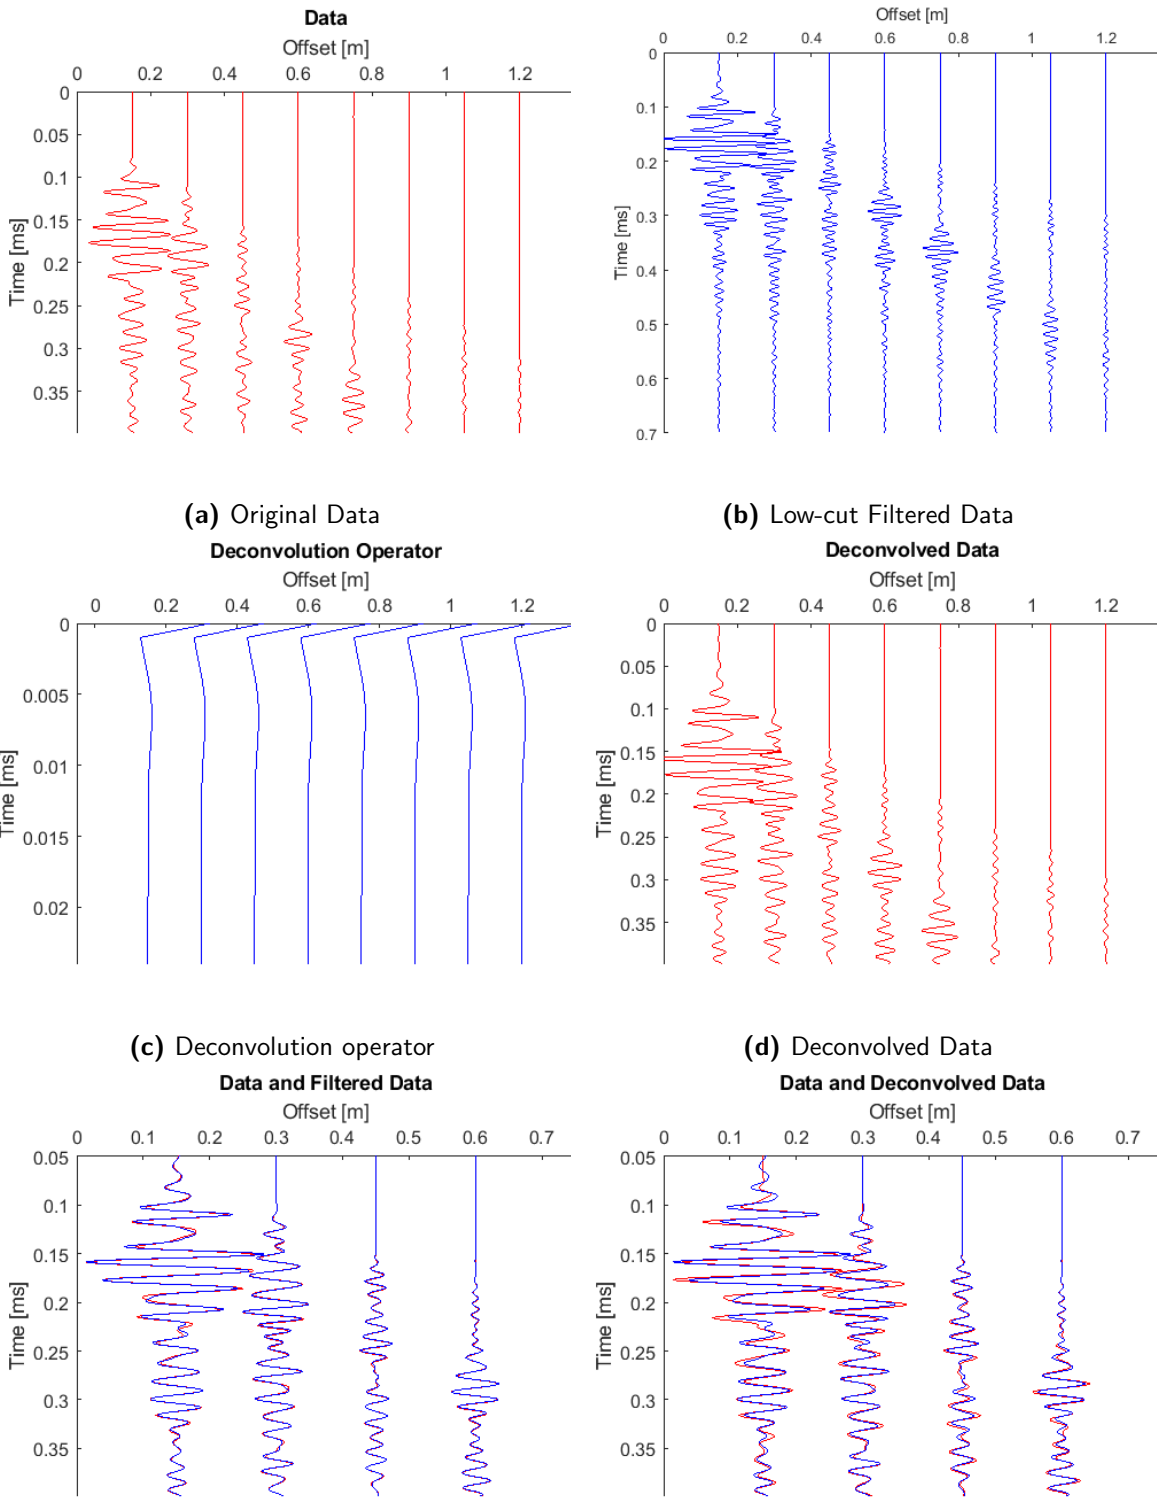 Data
Offset [m]
0 0.2 0.4 0.6 0.8 1 1.2
0
0.05
0.1
0.15
0.2
0.25
0.3
0.35
Time [ms]
(a) Original Data
Offset [m]
0 0.2 0.4 0.6 0.8 1 1.2
0
0.1
0.2
0.3
0.4
0.5
0.6
0.7
Time [ms]
(b) Low-cut Filtered Data
Deconvolution Operator
Offset [m]
0 0.2 0.4 0.6 0.8 1 1.2
0
0.005
0.01
0.015
0.02
Time [ms]
(c) Deconvolution operator
Deconvolved Data
Offset [m]
0 0.2 0.4 0.6 0.8 1 1.2
0
0.05
0.1
0.15
0.2
0.25
0.3
0.35
Time [ms]
(d) Deconvolved Data
Data and Filtered Data
Offset [m]
0 0.1 0.2 0.3 0.4 0.5 0.6 0.7
0.05
0.1
0.15
0.2
0.25
0.3
0.35
Time [ms]
Data and Deconvolved Data
Offset [m]
0 0.1 0.2 0.3 0.4 0.5 0.6 0.7
0.05
0.1
0.15
0.2
0.25
0.3
0.35
Time [ms]